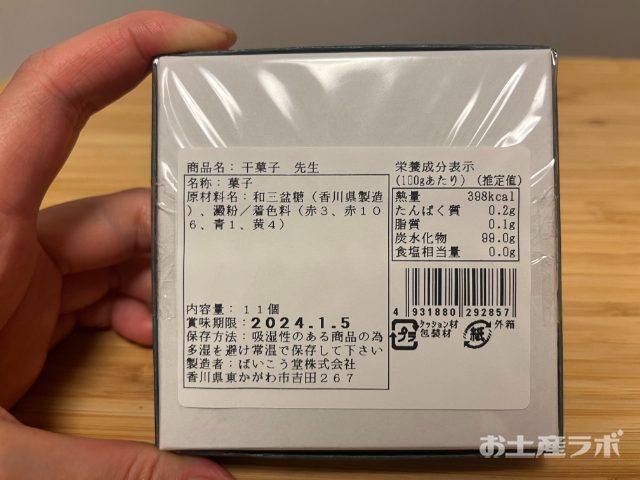 商品名：干菓子　先生
名称：菓子
原材料名：和三盆糖（香川県製造
）、澱粉／着色料（赤３、赤１０
６、青１、黄４）
内容量：１１個
賞味期限：2024.1.5
保存方法：吸湿性のある商品の為
多湿を避け常温で保存して下さい
製造者：ばいこう堂株式会社
香川県東かがわ市吉田２６７
栄養成分表示
(100gあたり)（推定値）
熱量 398kcal
たんぱく質 0.2g
脂質 0.1g
炭水化物 99.0g
食塩相当量 0.0g
4 931880 292857
プラ
クッション材
包装材
紙
外箱
お土産ラボ